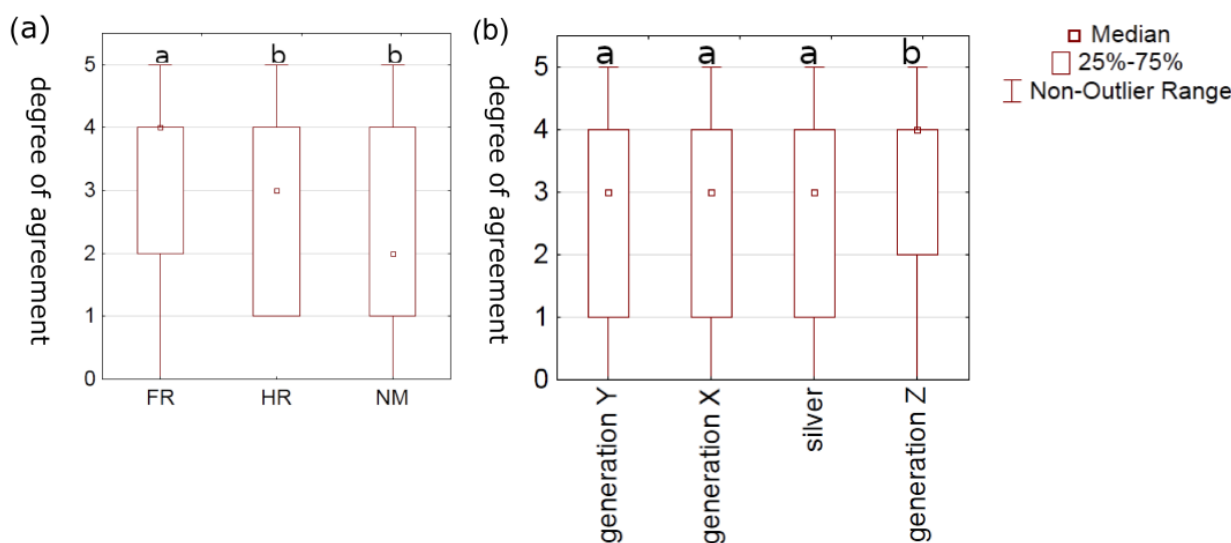 (a)
degree of agreement
a b b
5
4
3
2
1
0
FR HR NM
(b)
degree of agreement
a a a b
5
4
3
2
1
0
generation Y
generation X
silver
generation Z
Median
25%-75%
Non-Outlier Range